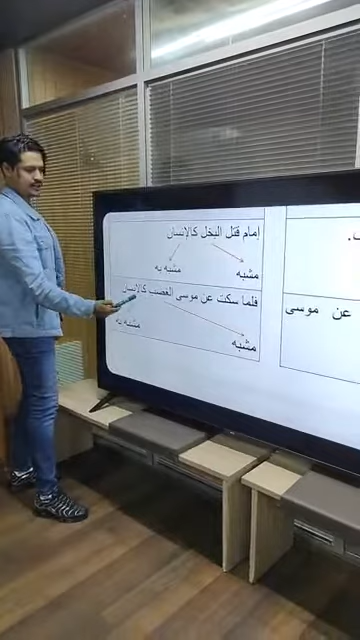 إمام قتل البخل كالإنسان
مشبه
مشبه به
فلما سكت عن موسى الغضب كالإنسان
مشبه
مشبه به
عن موسى